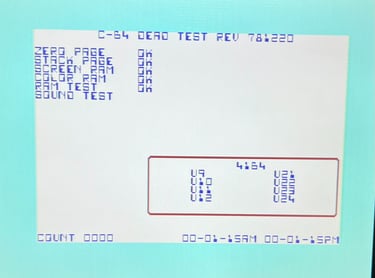 C-64 DEAD TEST REV 781220
ZERO PAGE OK
STACK PAGE OK
SCREEN RAM OK
COLOR RAM OK
RAM TEST OK
SOUND TEST
4164
U9 U21
U10 U22
U11 U23
U12 U24
COUNT 0000 00-01-15AM 00-01-15PM